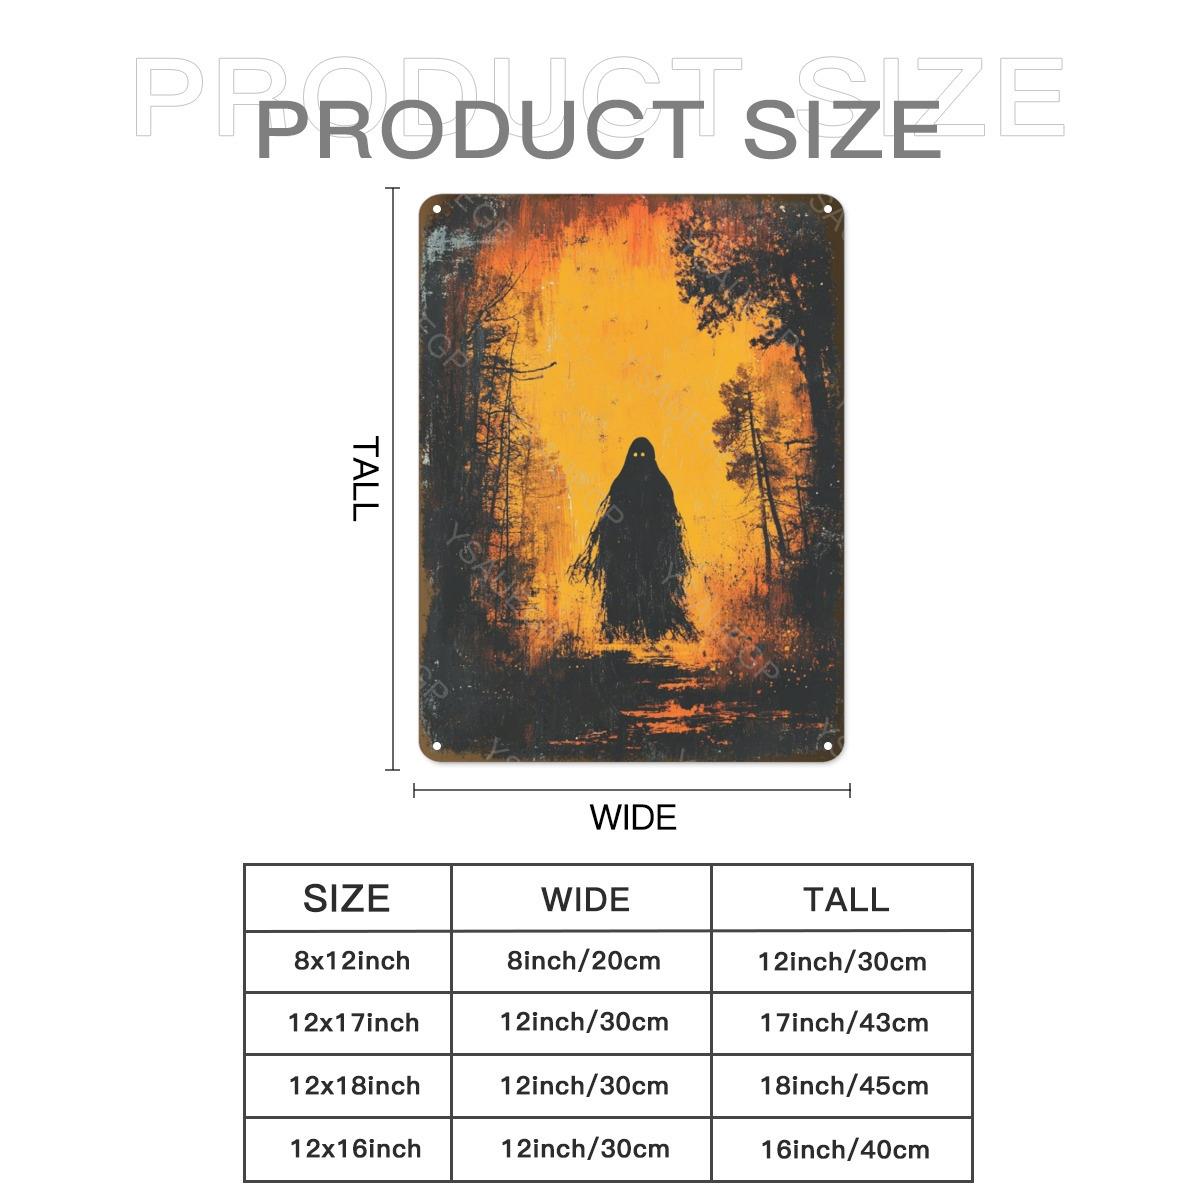 PRODUCT SIZE
PRODUCT SIZE
TALL
WIDE
SIZE WIDE TALL
8x12inch 8inch/20cm 12inch/30cm
12x17inch 12inch/30cm 17inch/43cm
12x18inch 12inch/30cm 18inch/45cm
12x16inch 12inch/30cm 16inch/40cm